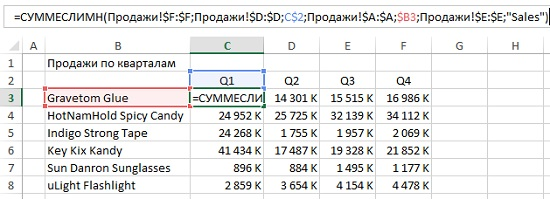 =СУММЕСЛИМН(Продажи!$F:$F;Продажи!$D:$D;C$2;Продажи!$A:$A;$B3;Продажи!$E:$E;"Sales")
A B C D E F
1 Продажи по кварталам
2 Q1 Q2 Q3 Q4
3 Gravetom Glue =СУММЕСЛИ 14 301 K 15 515 K 16 986 K
4 HotNamHold Spicy Candy 24 952 K 25 725 K 32 139 K 34 112 K
5 Indigo Strong Tape 24 268 K 1 755 K 1 957 K 2 069 K
6 Key Kix Kandy 41 434 K 17 487 K 19 328 K 21 852 K
7 Sun Danron Sunglasses 896 K 884 K 1 495 K 1 177 K
8 uLight Flashlight 2 859 K 3 654 K 4 154 K 4 478 K